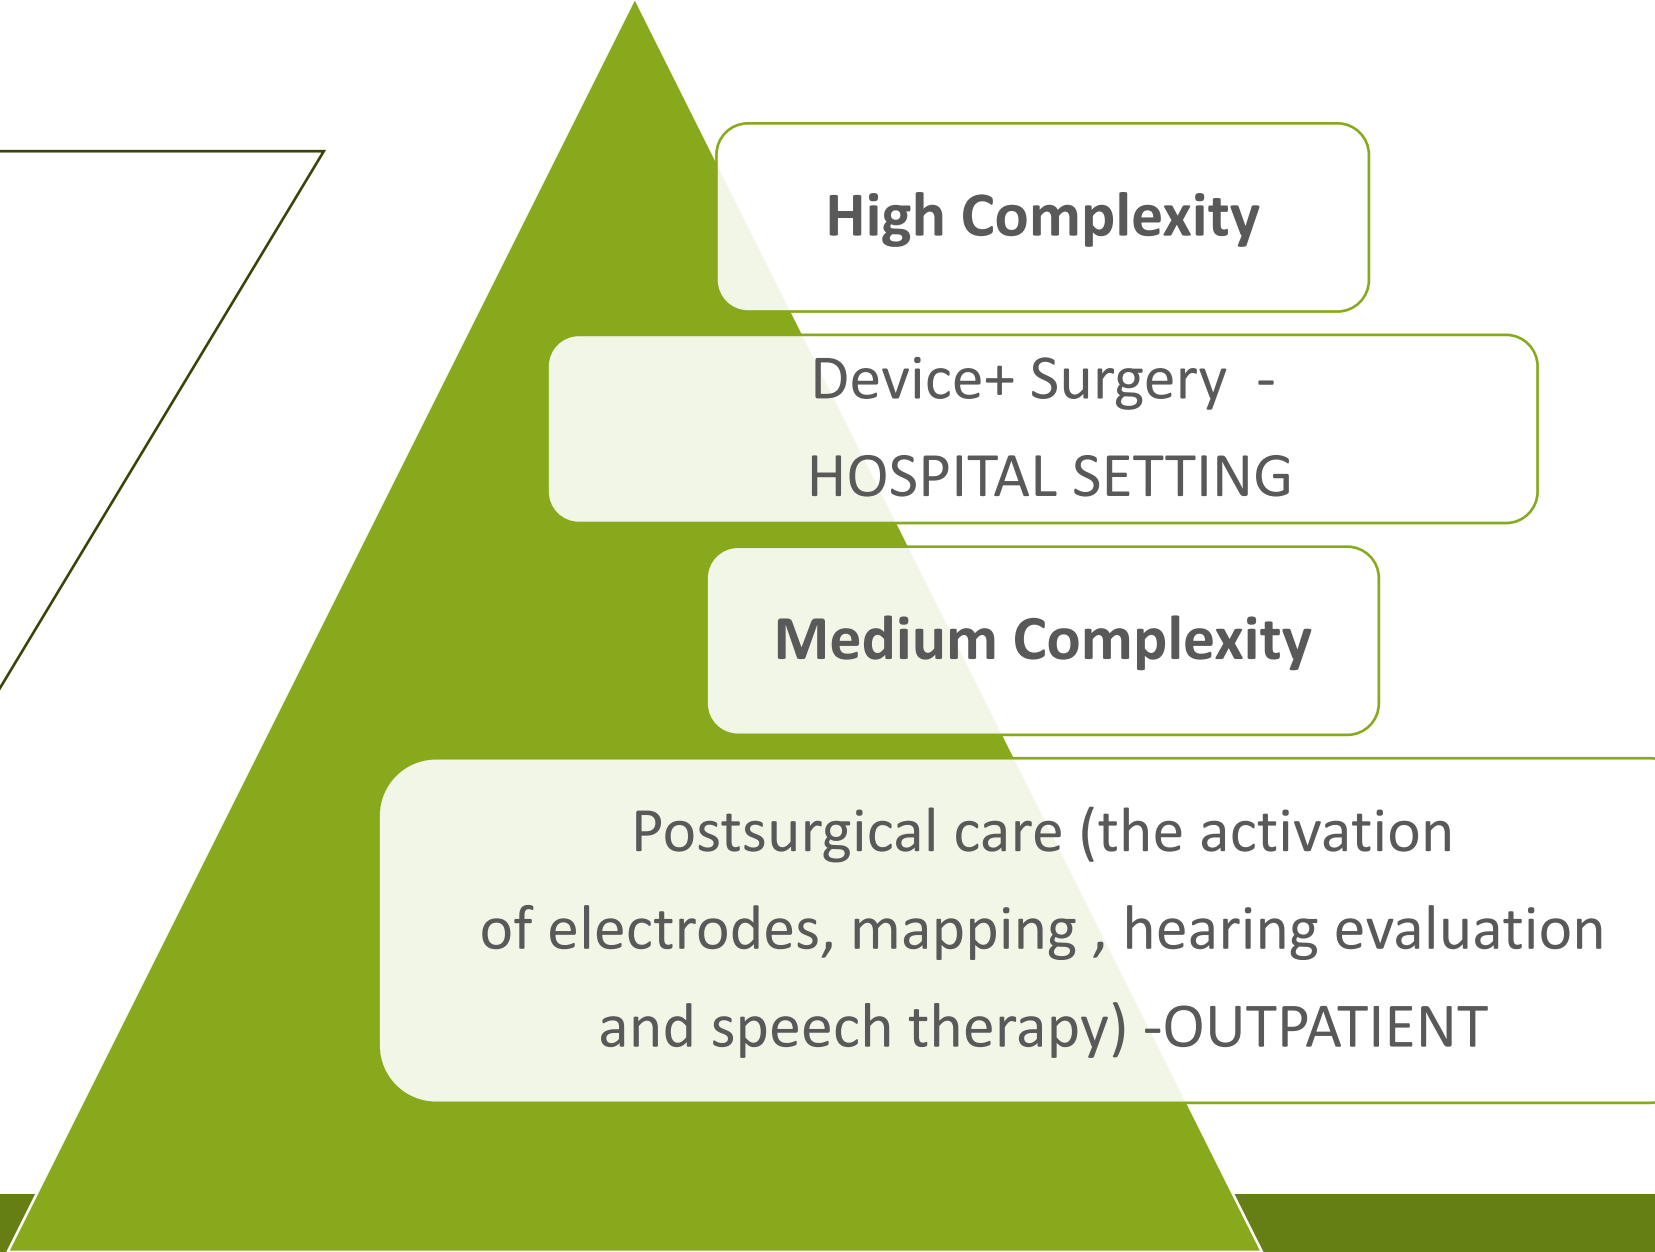 High Complexity
Device+ Surgery  -
HOSPITAL SETTING
Medium Complexity
Postsurgical care (the activation
of electrodes, mapping , hearing evaluation
and speech therapy) -OUTPATIENT